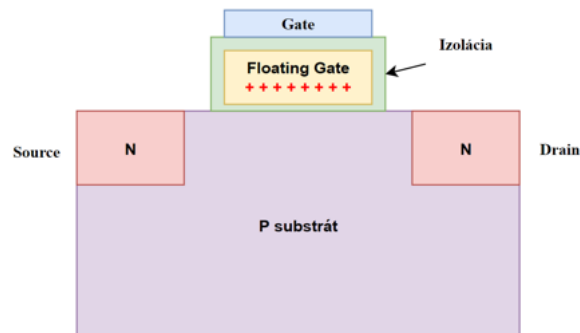 Gate
Izolácia
Floating Gate
+ + + + + + + +
Source
N
N
Drain
P substrát